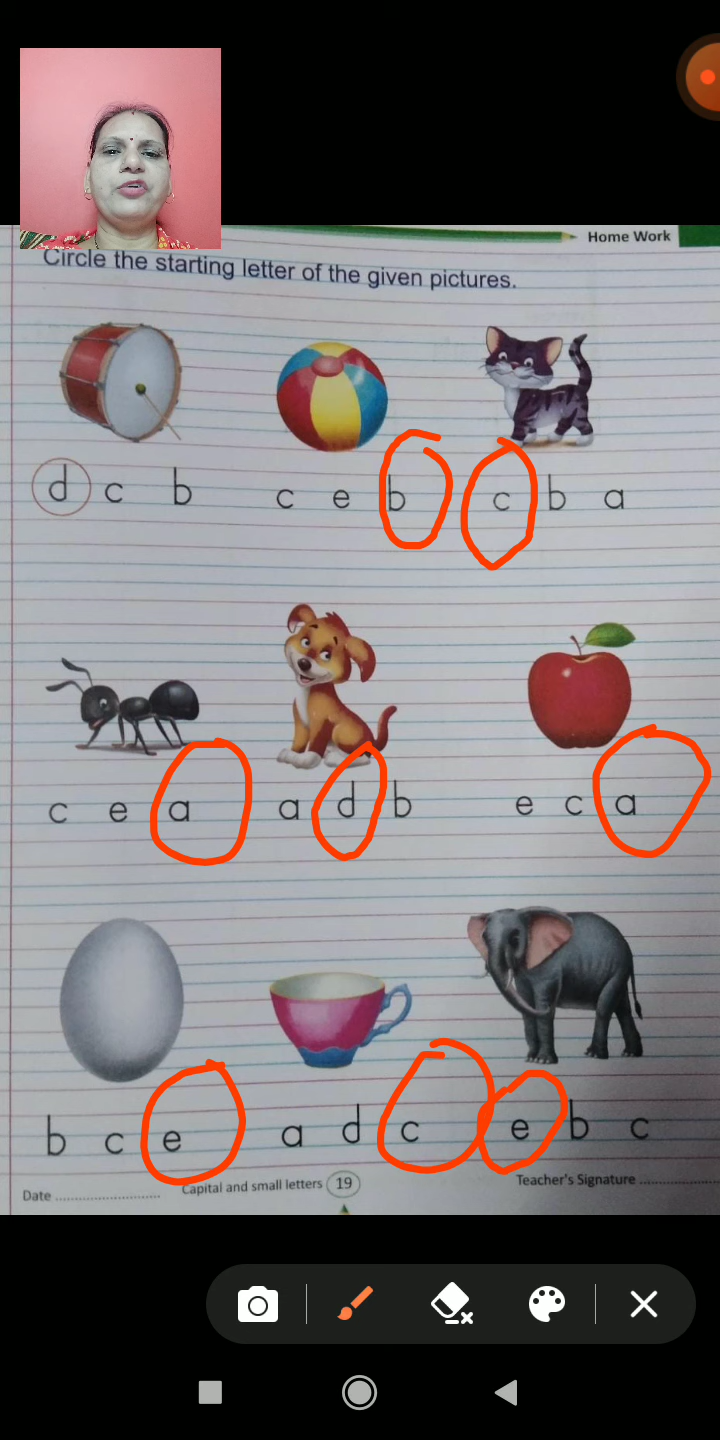 Home Work
Circle the starting letter of the given pictures.
d c b c e b c b a
c e a a d b e c a
b c e a d c e b c
Date ............................ Capital and small letters 19 Teacher's Signature ......................